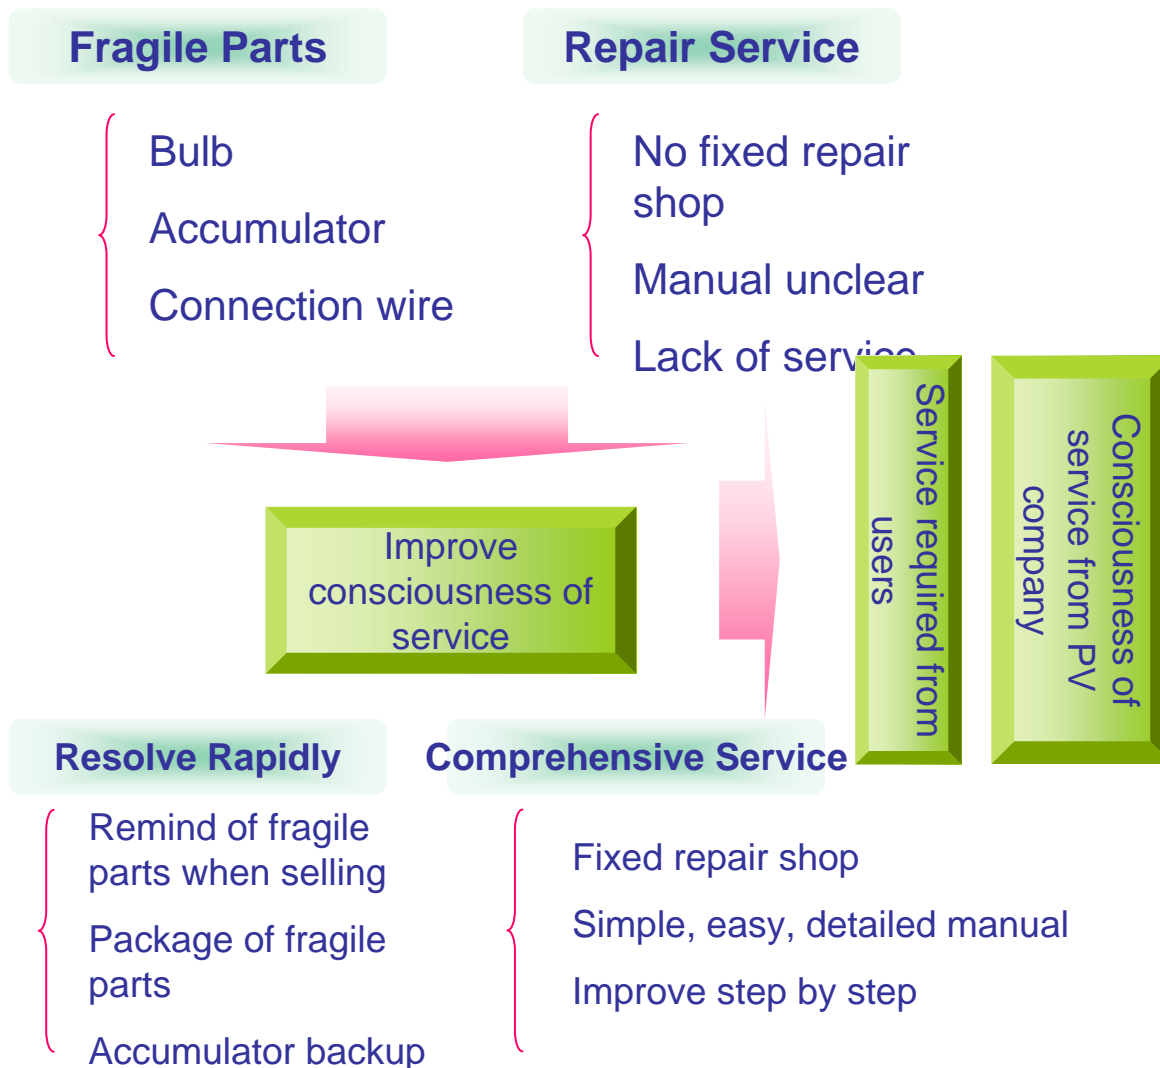 Fragile Parts
Repair Service
Bulb
Accumulator
Connection wire
No fixed repair
shop
Manual unclear
Lack of service
Service required from
users
Consciousness of
service from PV
company
Improve
consciousness of
service
Resolve Rapidly
Comprehensive Service
Remind of fragile
parts when selling
Package of fragile
parts
Accumulator backup
Fixed repair shop
Simple, easy, detailed manual
Improve step by step